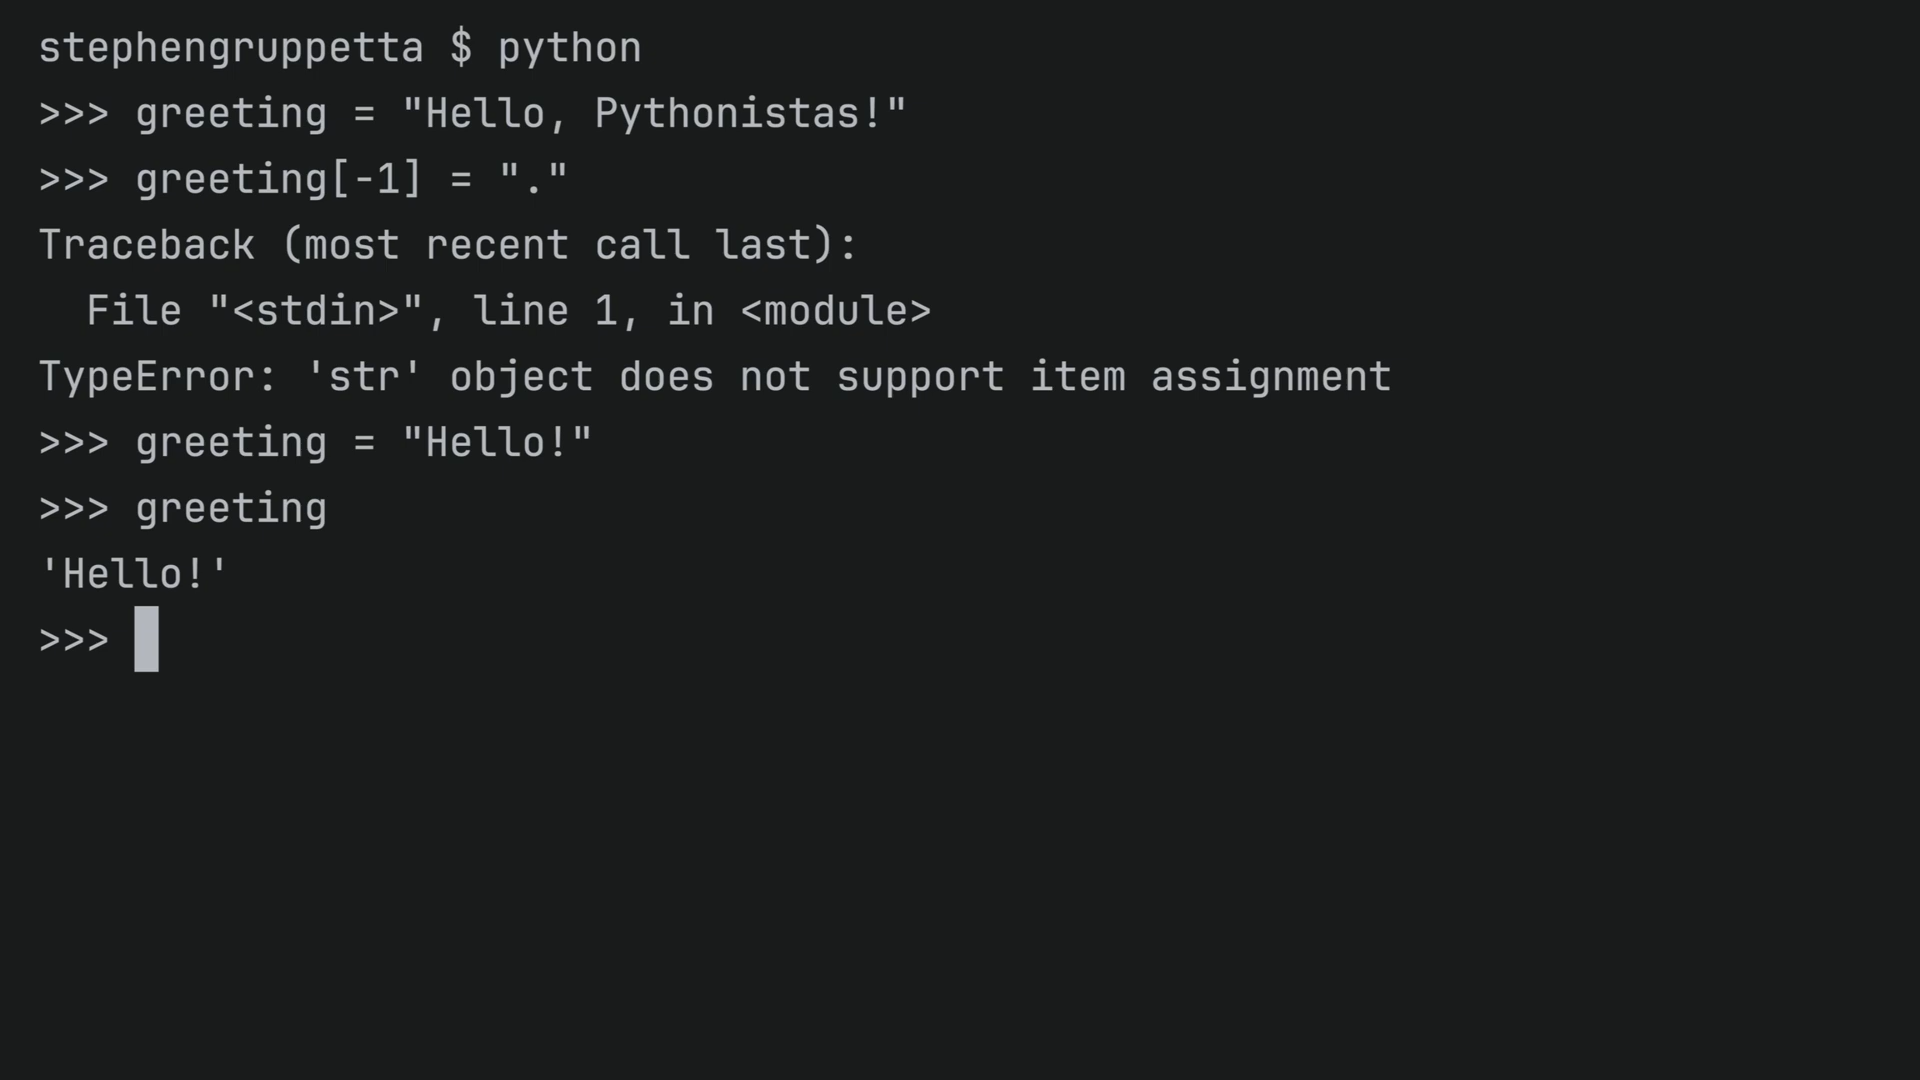 stephengruppetta $ python
>>> greeting = "Hello, Pythonistas!"
>>> greeting[-1] = "."
Traceback (most recent call last):
  File "<stdin>", line 1, in <module>
TypeError: 'str' object does not support item assignment
>>> greeting = "Hello!"
>>> greeting
'Hello!'
>>>